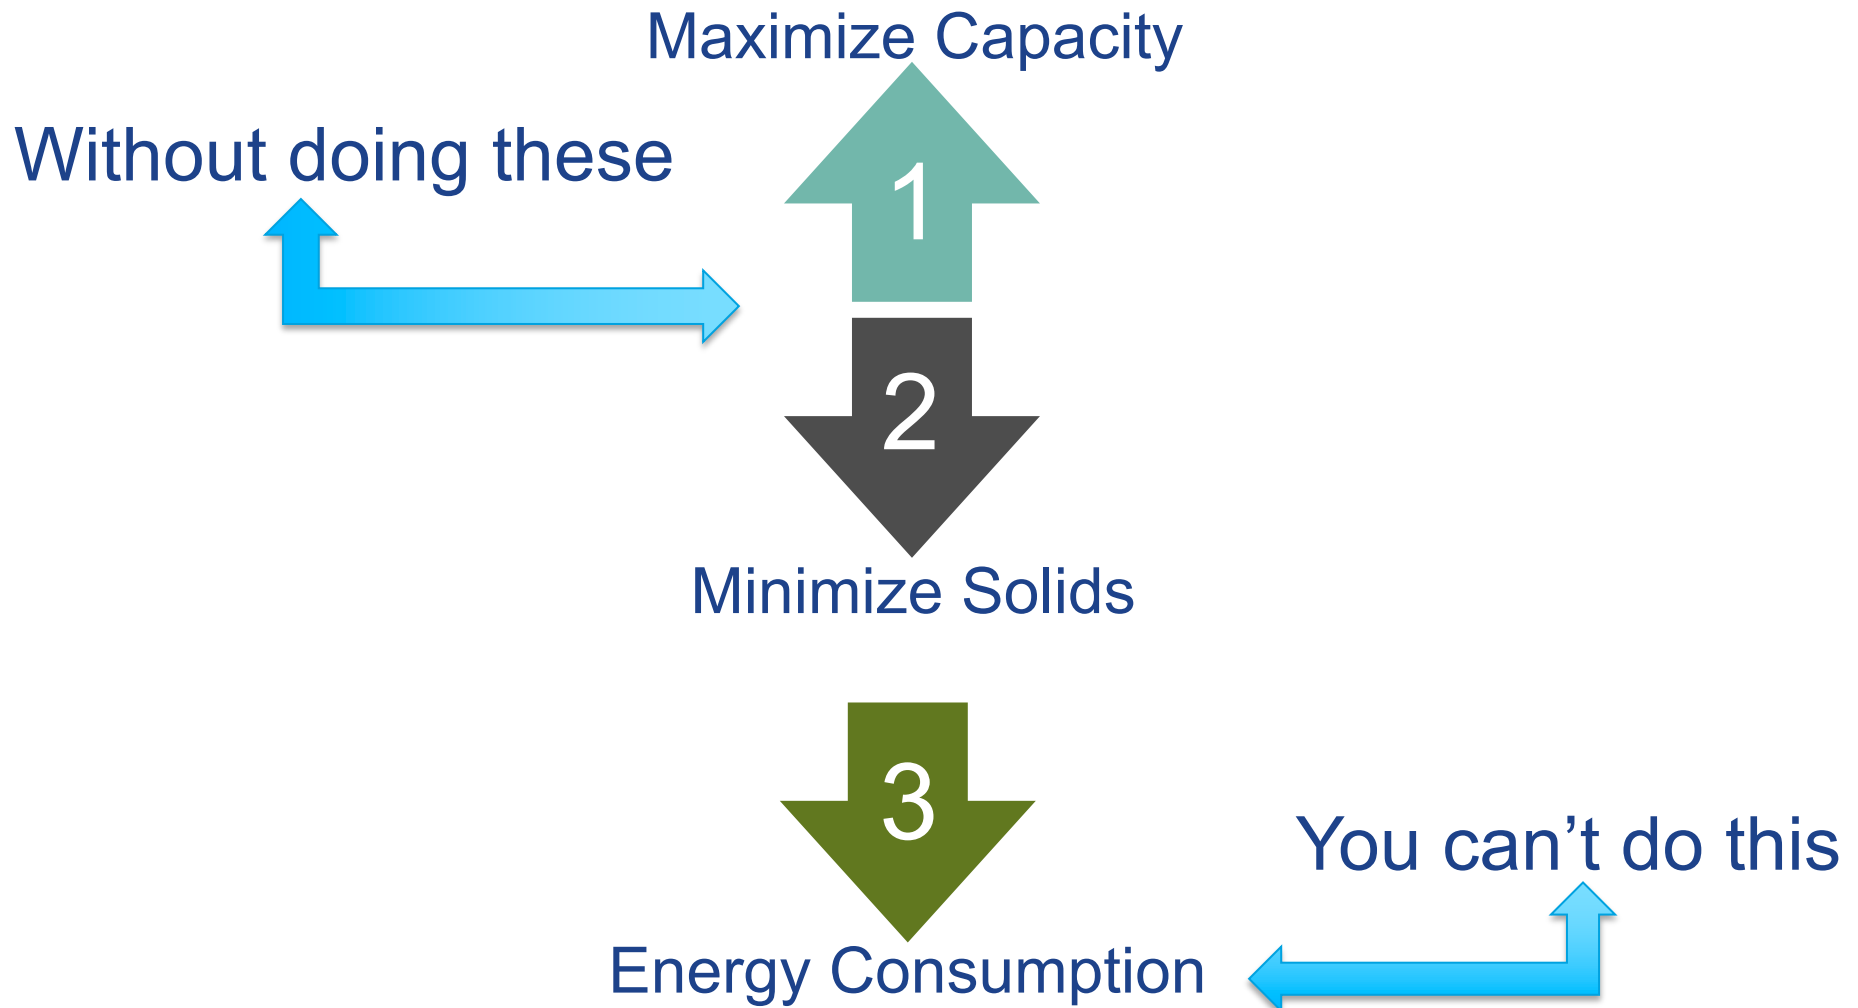 Maximize Capacity
Without doing these
1
2
Minimize Solids
3
You can’t do this
Energy Consumption